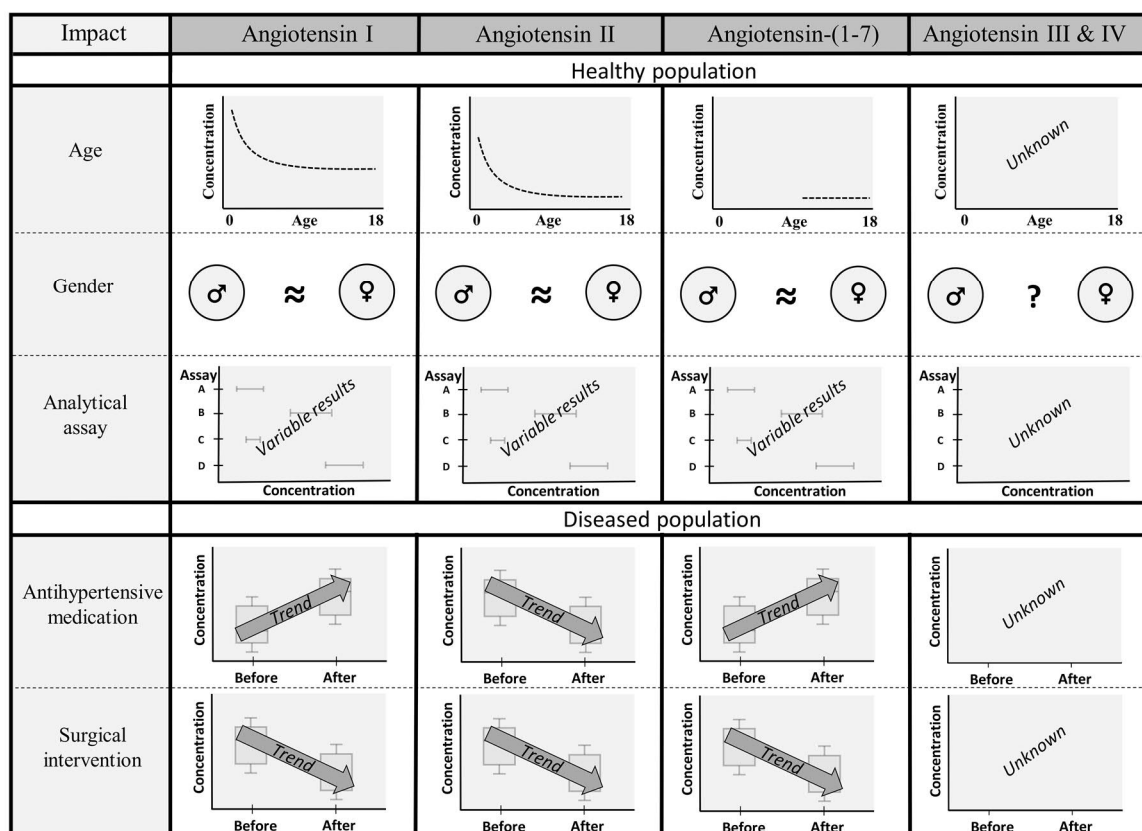 Impact Angiotensin I Angiotensin II Angiotensin-(1-7) Angiotensin III & IV
Healthy population
Age
Concentration
0 Age 18
Concentration
0 Age 18
Concentration
0 Age 18
Concentration
Unknown
0 Age 18
Gender
♂ ≈ ♀
♂ ≈ ♀
♂ ≈ ♀
♂ ? ♀
Analytical
assay
Assay
A
B
C
D
Variable results
Concentration
Assay
A
B
C
D
Variable results
Concentration
Assay
A
B
C
D
Variable results
Concentration
Assay
A
B
C
D
Unknown
Concentration
Diseased population
Antihypertensive
medication
Concentration
Trend
Before After
Concentration
Trend
Before After
Concentration
Trend
Before After
Concentration
Unknown
Before After
Surgical
intervention
Concentration
Trend
Before After
Concentration
Trend
Before After
Concentration
Trend
Before After
Concentration
Unknown
Before After